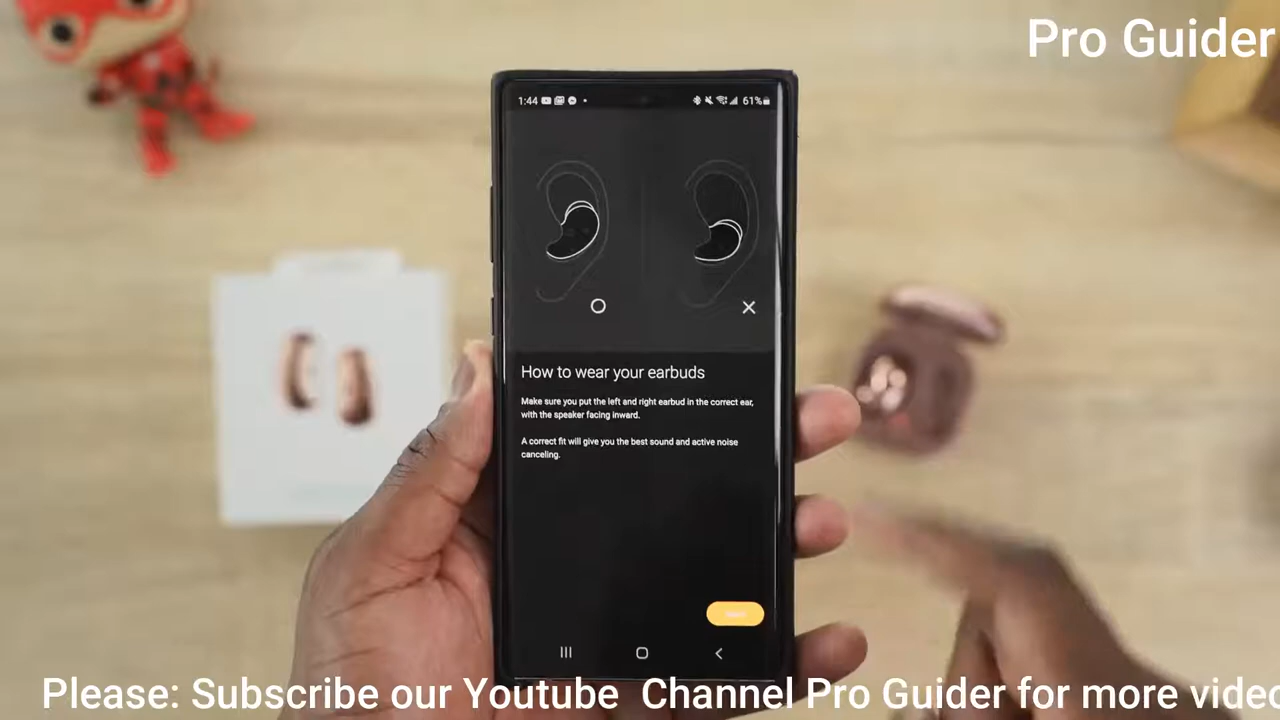 Pro Guider
1:44
61%
How to wear your earbuds
Make sure you put the left and right earbud in the correct ear,
with the speaker facing inward.
A correct fit will give you the best sound and active noise
canceling.
Please: Subscribe our Youtube Channel Pro Guider for more video